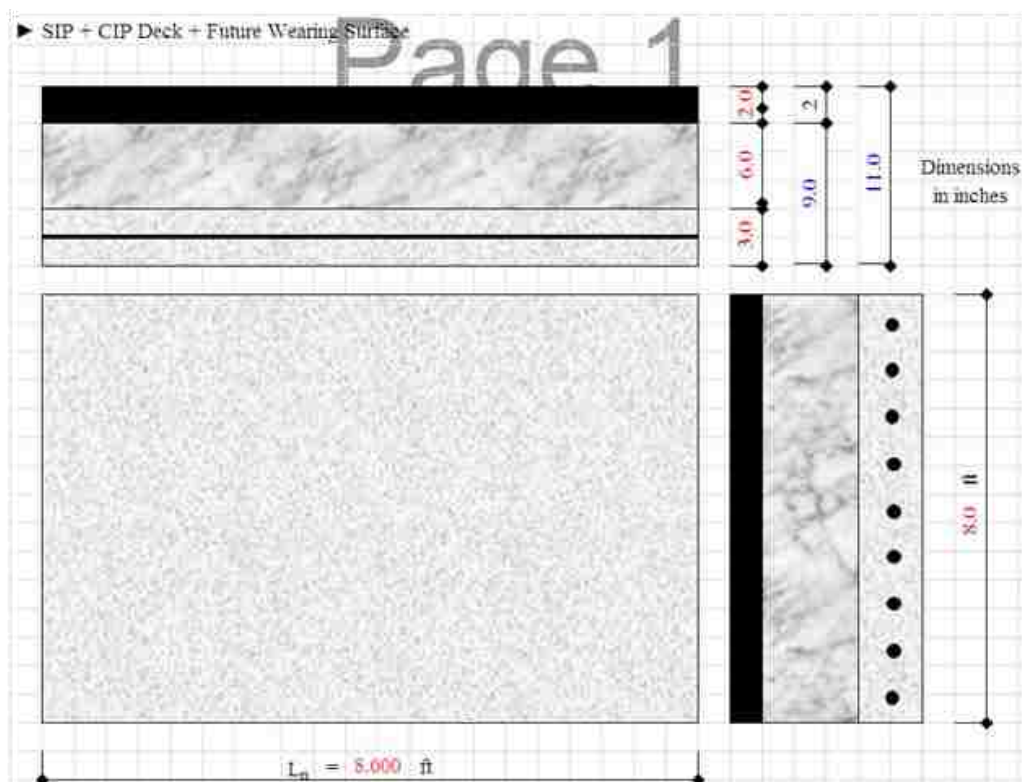 ► SIP + CIP Deck + Future Wearing Surface
Page 1
2.0
2
6.0
9.0
11.0
3.0
Dimensions
in inches
8.0 ft
Ln = 8.000 ft